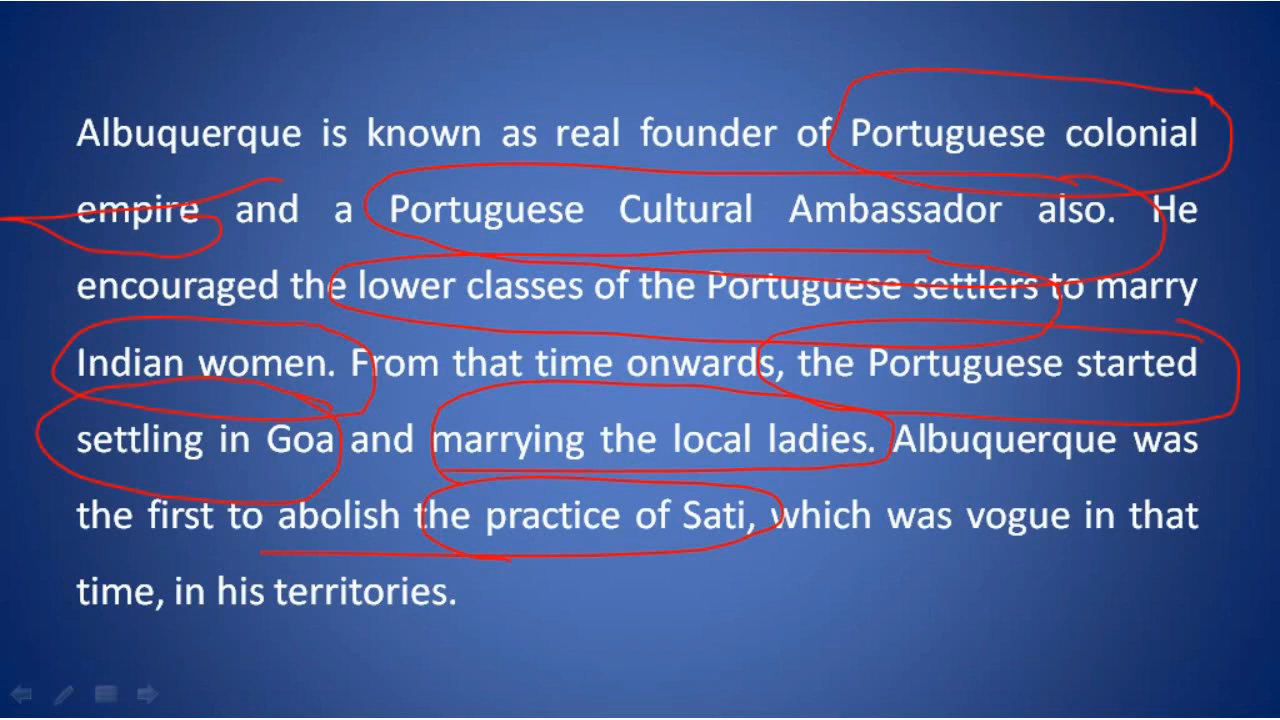 Albuquerque is known as real founder of Portuguese colonial
empire and a Portuguese Cultural Ambassador also. He
encouraged the lower classes of the Portuguese settlers to marry
Indian women. From that time onwards, the Portuguese started
settling in Goa and marrying the local ladies. Albuquerque was
the first to abolish the practice of Sati, which was vogue in that
time, in his territories.